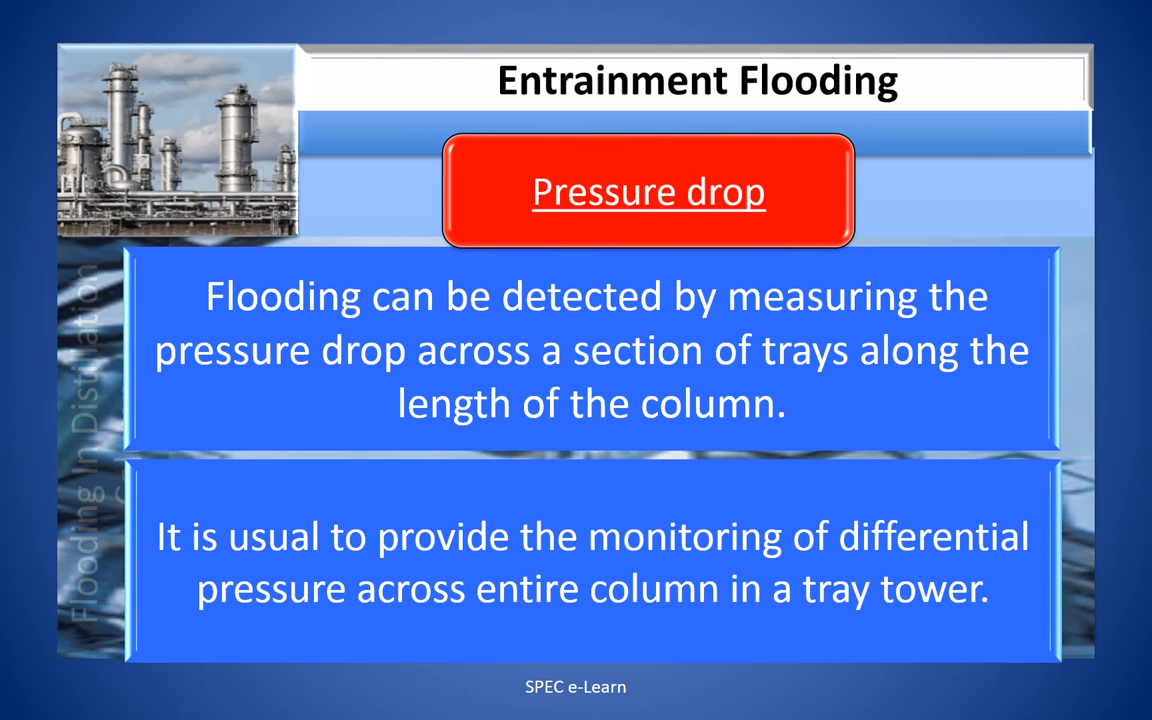 Entrainment Flooding
Pressure drop
Flooding can be detected by measuring the
pressure drop across a section of trays along the
length of the column.
It is usual to provide the monitoring of differential
pressure across entire column in a tray tower.
Flooding In Distillation
SPEC e-Learn